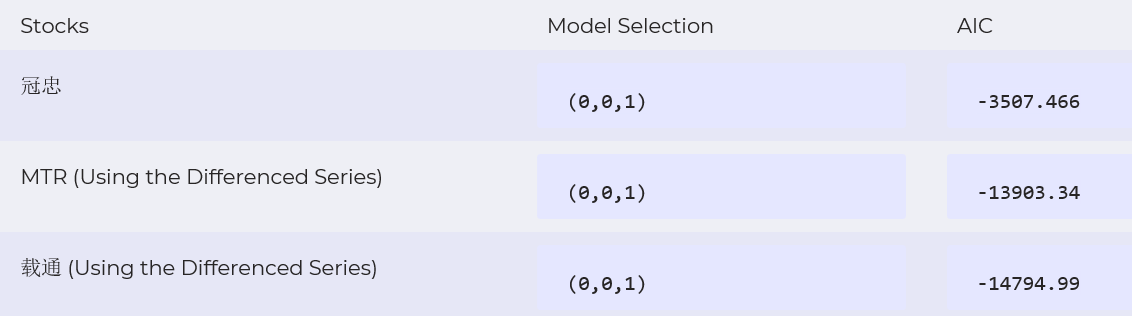 Stocks Model Selection AIC
冠忠 (0,0,1) -3507.466
MTR (Using the Differenced Series) (0,0,1) -13903.34
载通 (Using the Differenced Series) (0,0,1) -14794.99